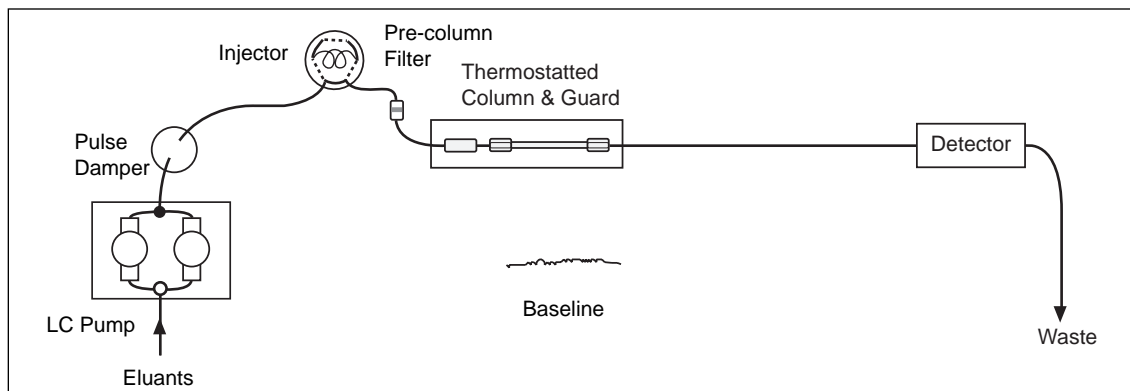 Injector
Pre-column
Filter
Thermostatted
Column & Guard
Pulse
Damper
Detector
LC Pump
Eluants
Baseline
Waste